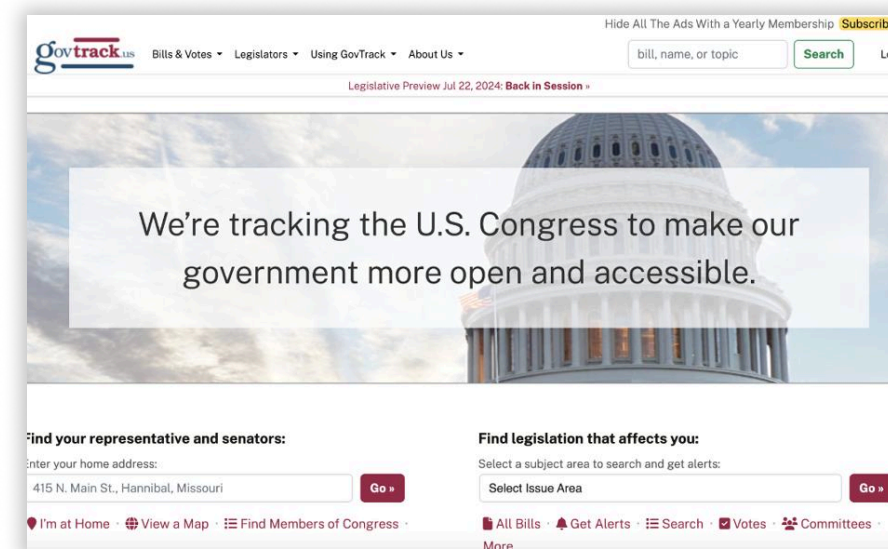 Hide All The Ads With a Yearly Membership Subscrib
govtrack.us Bills & Votes Legislators Using GovTrack About Us bill, name, or topic Search
Legislative Preview Jul 22, 2024: Back in Session »
We're tracking the U.S. Congress to make our
government more open and accessible.
Find your representative and senators: Find legislation that affects you:
Enter your home address: Select a subject area to search and get alerts:
415 N. Main St., Hannibal, Missouri Go » Select Issue Area Go »
I'm at Home · View a Map · Find Members of Congress · All Bills · Get Alerts · Search · Votes · Committees ·
More